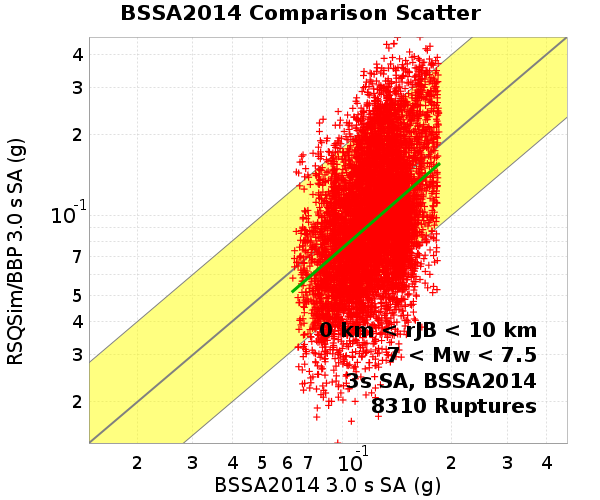 BSSA2014 Comparison Scatter
RSQSim/BBP 3.0 s SA (g)
4
3
2
10^-1
7
5
4
3
2
0 km < rJB < 10 km
7 < Mw < 7.5
3s SA, BSSA2014
8310 Ruptures
2 3 4 5 6 7 10^-1 2 3 4
BSSA2014 3.0 s SA (g)